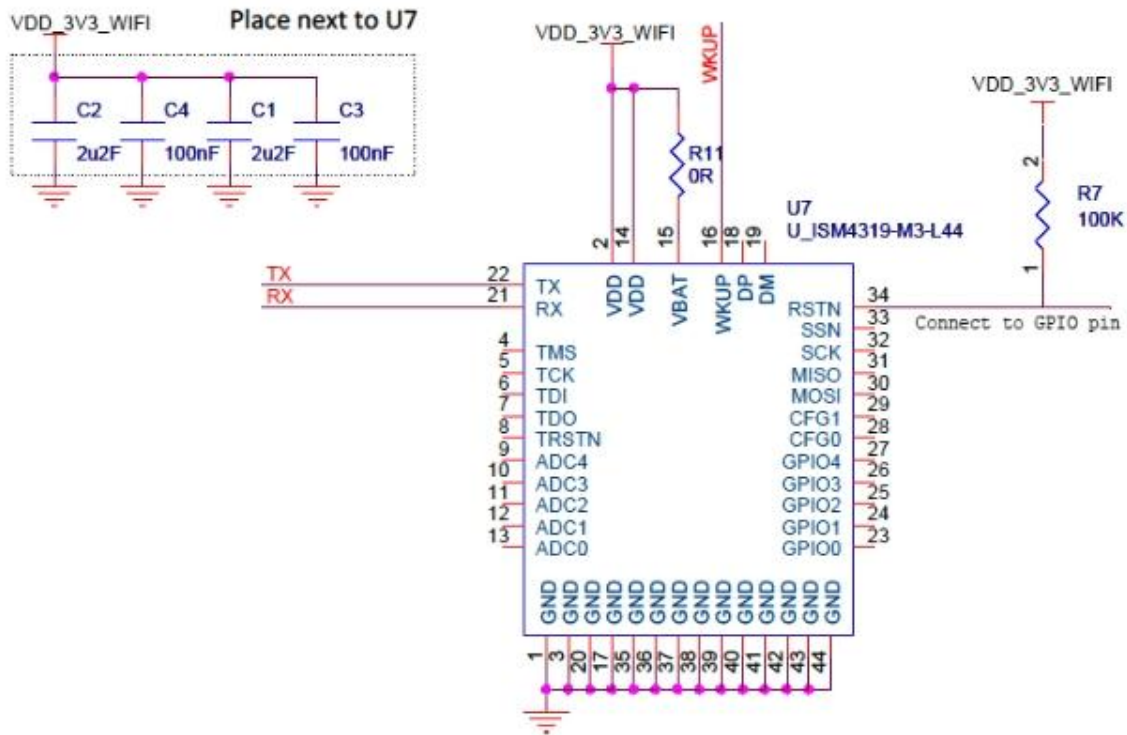 VDD_3V3_WIFI
Place next to U7
C2
C4
C1
C3
2u2F
100nF
2u2F
100nF
VDD_3V3_WIFI
WKUP
VDD_3V3_WIFI
R11
0R
2
R7
100K
1
U7
U_ISM4319-M3-L44
2
14
15
16
18
19
VDD
VDD
VBAT
WKUP
DP
DM
TX
22
TX
RX
21
RX
4
TMS
5
TCK
6
TDI
7
TDO
8
TRSTN
9
ADC4
10
ADC3
11
ADC2
12
ADC1
13
ADC0
RSTN
34
Connect to GPIO pin
SSN
33
SCK
32
MISO
31
MOSI
30
CFG1
29
CFG0
28
GPIO4
27
GPIO3
26
GPIO2
25
GPIO1
24
GPIO0
23
GND
GND
GND
GND
GND
GND
GND
GND
GND
GND
GND
GND
GND
GND
1
3
20
17
35
36
37
38
39
40
41
42
43
44